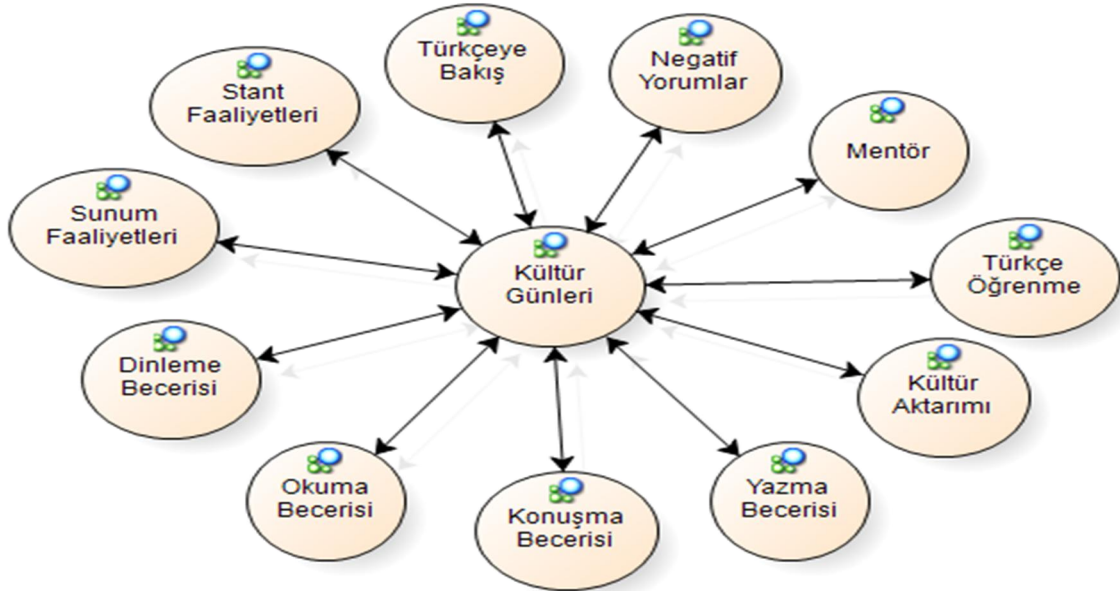 Türkçeye
Bakış
Negatif
Yorumlar
Stant
Faaliyetleri
Mentör
Sunum
Faaliyetleri
Kültür
Günleri
Türkçe
Öğrenme
Dinleme
Becerisi
Kültür
Aktarımı
Okuma
Becerisi
Konuşma
Becerisi
Yazma
Becerisi